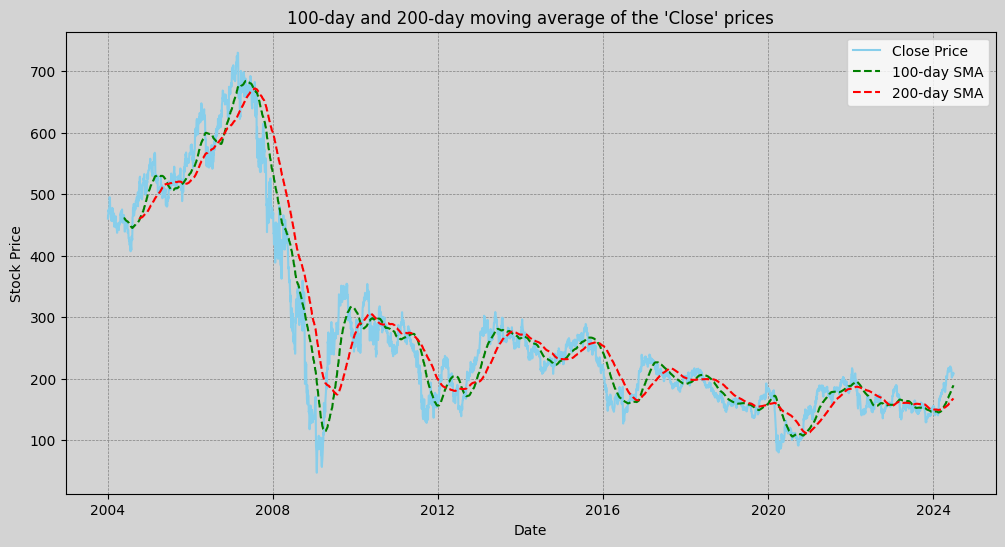 100-day and 200-day moving average of the 'Close' prices
Close Price
100-day SMA
200-day SMA
Stock Price
700
600
500
400
300
200
100
2004 2008 2012 2016 2020 2024
Date